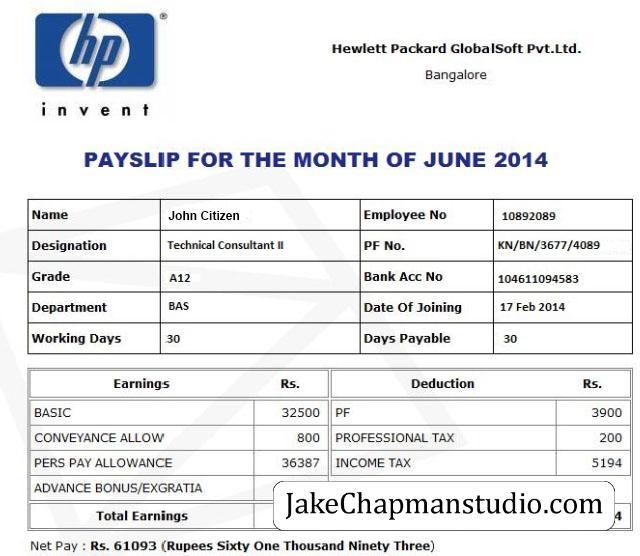 hp
®
invent
Hewlett Packard GlobalSoft Pvt.Ltd.
Bangalore
PAYSLIP FOR THE MONTH OF JUNE 2014
Name John Citizen Employee No 10892089
Designation Technical Consultant II PF No. KN/BN/3677/4089
Grade A12 Bank Acc No 104611094583
Department BAS Date Of Joining 17 Feb 2014
Working Days 30 Days Payable 30
Earnings Rs. Deduction Rs.
BASIC 32500 PF 3900
CONVEYANCE ALLOW 800 PROFESSIONAL TAX 200
PERS PAY ALLOWANCE 36387 INCOME TAX 5194
ADVANCE BONUS/EXGRATIA
JakeChapmanstudio.com
Total Earnings 4
Net Pay : Rs. 61093 (Rupees Sixty One Thousand Ninety Three)